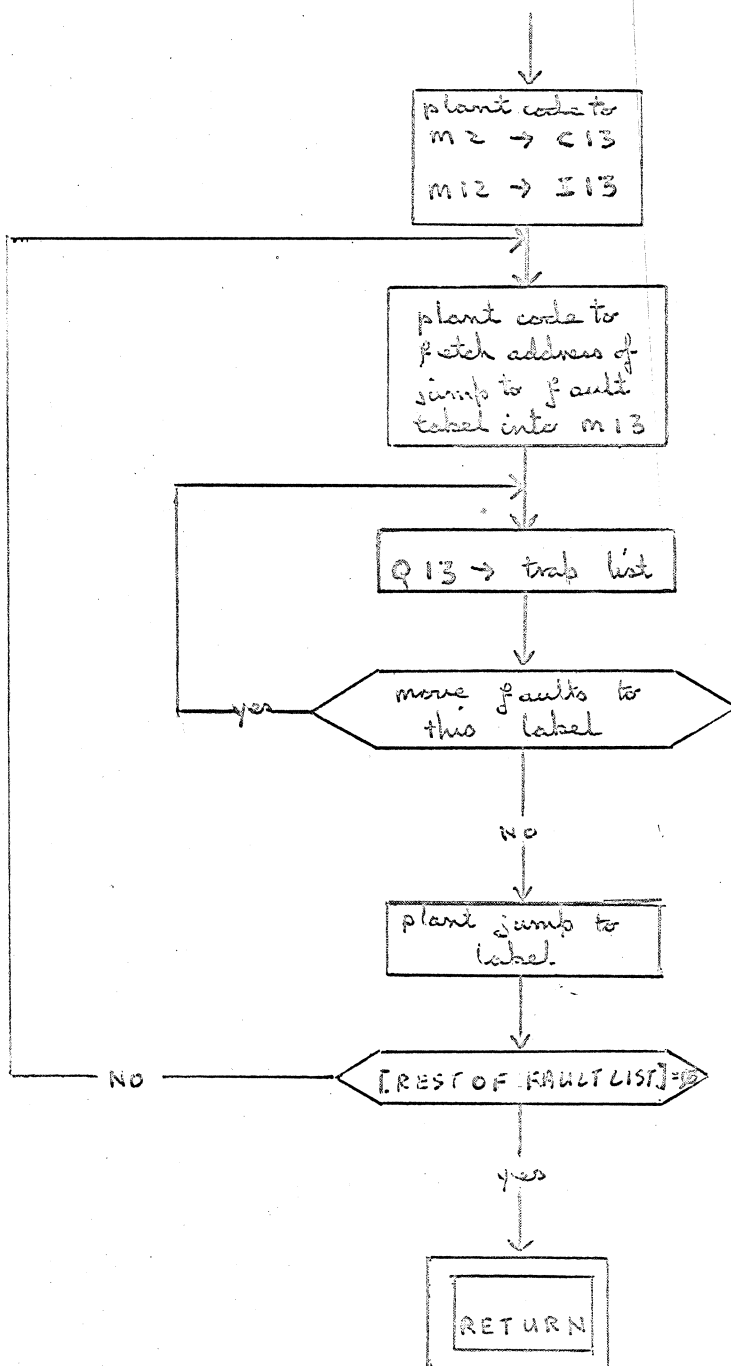 plant code to
M2 → C13
M12 → I13
plant code to
fetch address of
jump to fault
label into M13
Q13 → trap list
yes
more faults to
this label
NO
plant jump to
label.
NO
[REST OF FAULT LIST]=
yes
RETURN